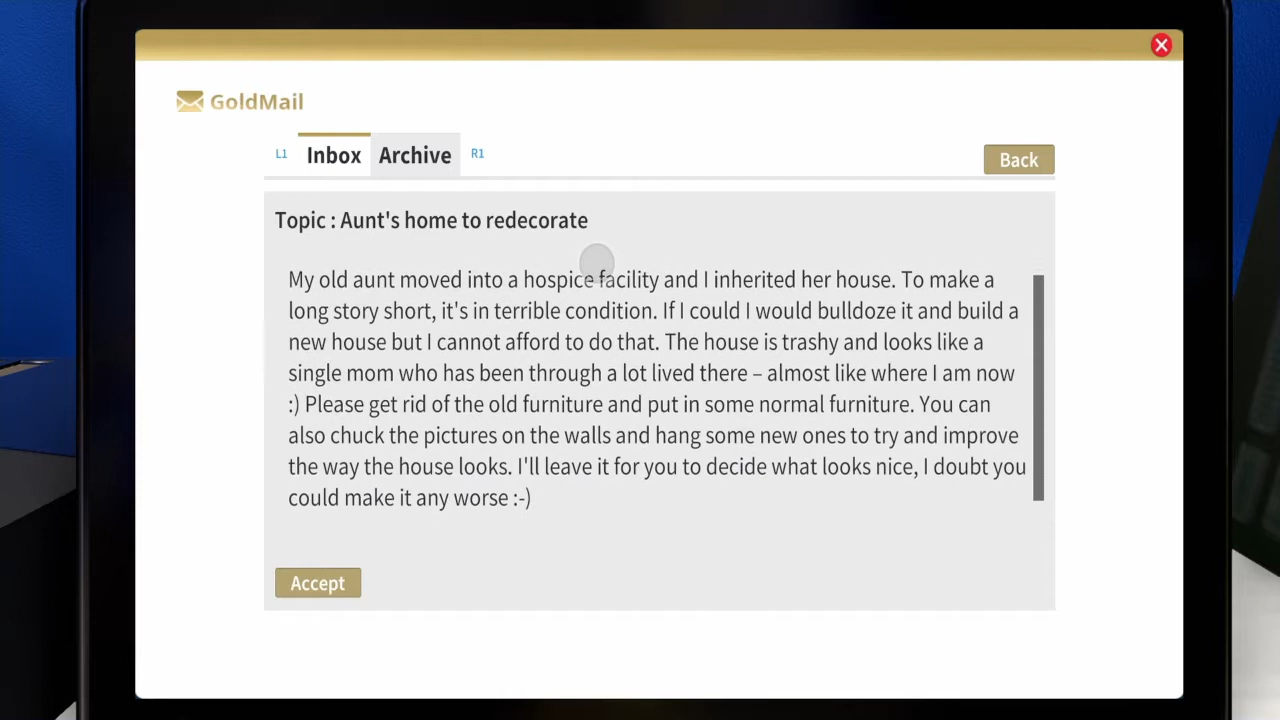 GoldMail
L1 Inbox Archive R1
Back
Topic : Aunt's home to redecorate
My old aunt moved into a hospice facility and I inherited her house. To make a
long story short, it's in terrible condition. If I could I would bulldoze it and build a
new house but I cannot afford to do that. The house is trashy and looks like a
single mom who has been through a lot lived there – almost like where I am now
:) Please get rid of the old furniture and put in some normal furniture. You can
also chuck the pictures on the walls and hang some new ones to try and improve
the way the house looks. I'll leave it for you to decide what looks nice, I doubt you
could make it any worse :-)
Accept